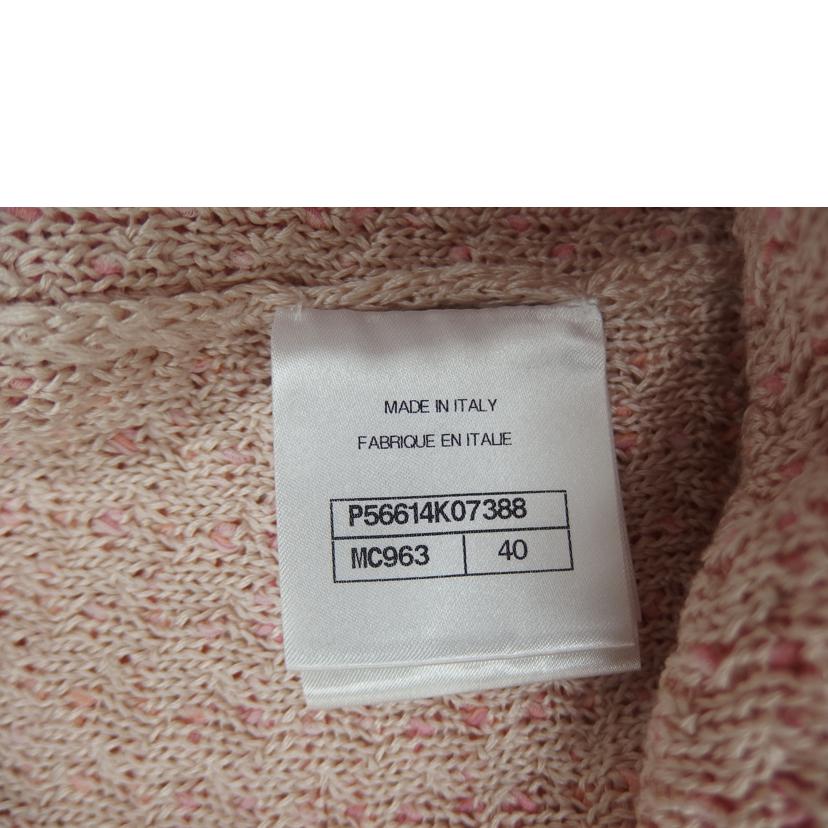 MADE IN ITALY
FABRIQUE EN ITALIE
P56614K07388
MC963 40